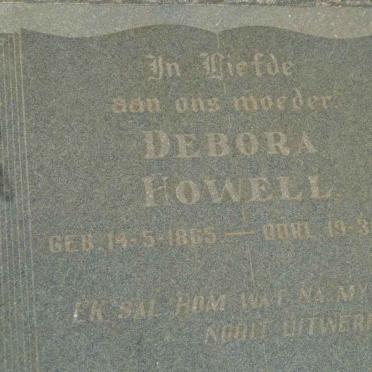 In Liefde
aan ons moeder
DEBORA
HOWELL
GEB. 14-5-1865 — OORL. 19-3
EK SAL HOM WAT NA MY
NOOIT UITWER